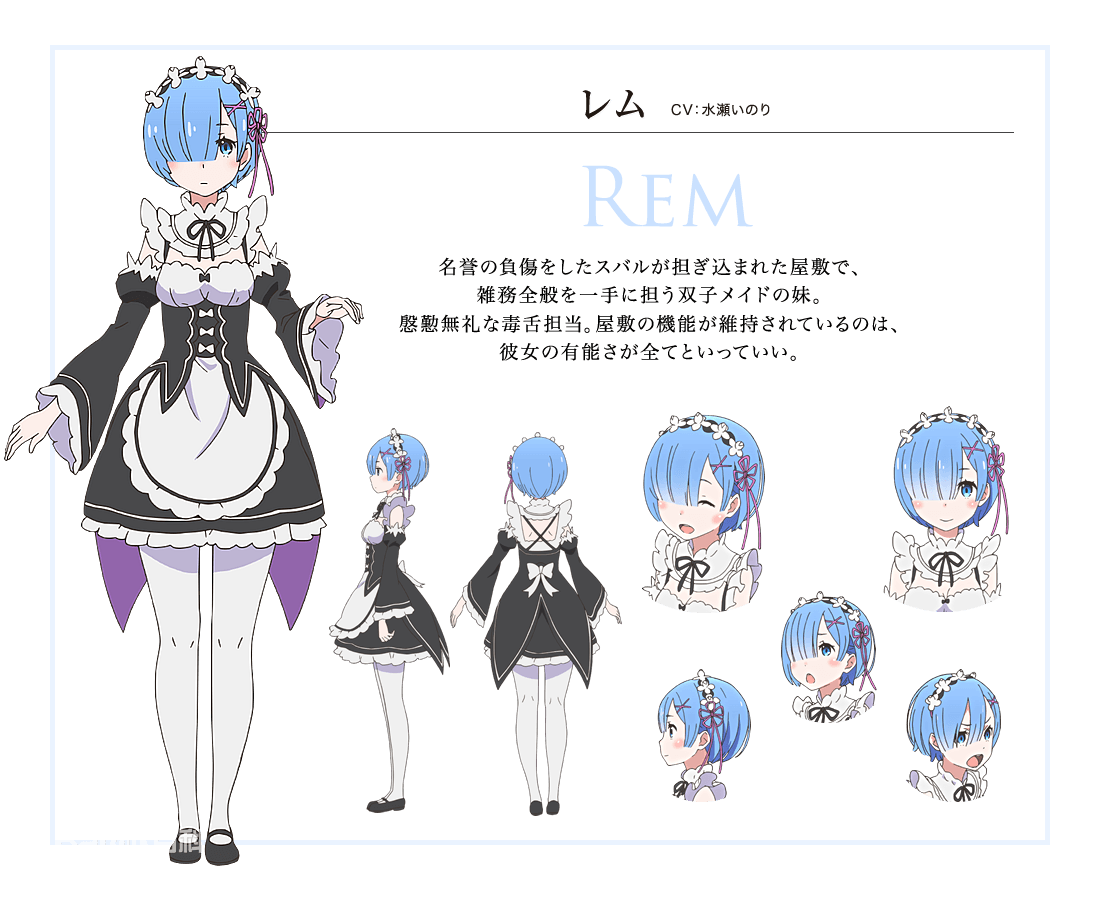 レム CV：水瀬いのり
REM
名誉の負傷をしたスバルが担ぎ込まれた屋敷で、
雑務全般を一手に担う双子メイドの妹。
慇懃無礼な毒舌担当。屋敷の機能が維持されているのは、
彼女の有能さが全てといっていい。